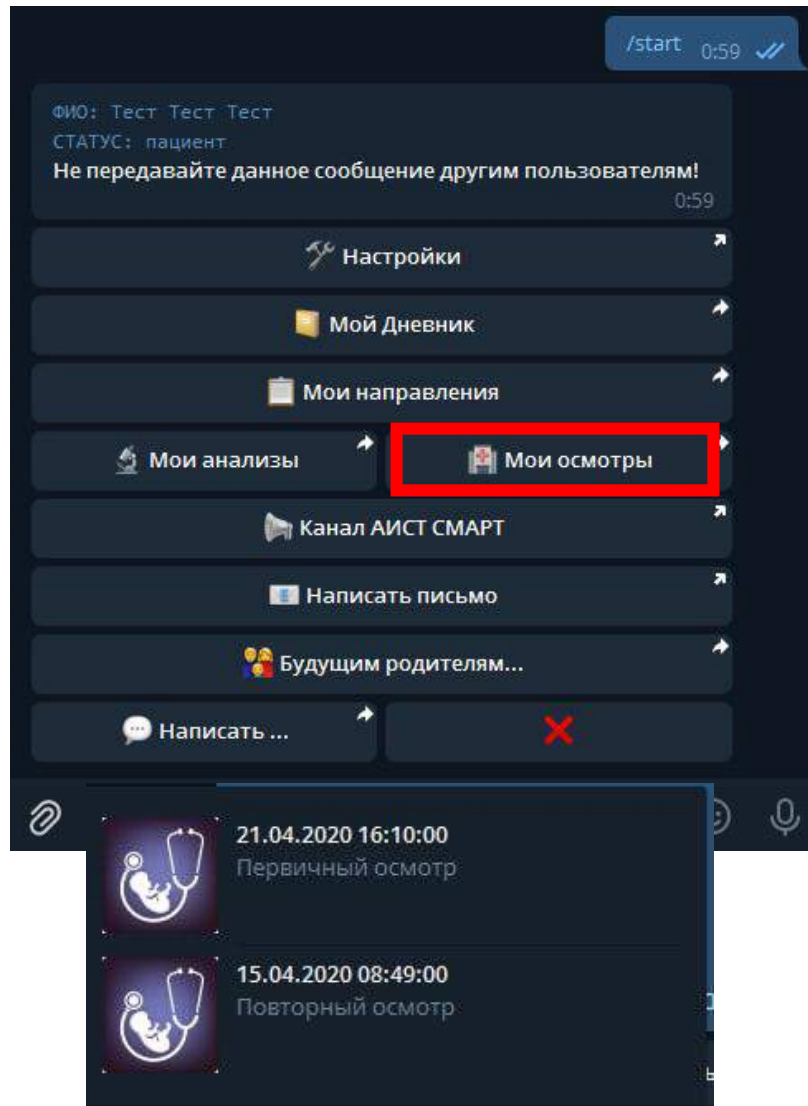 /start 0:59
ФИО: Тест Тест Тест
СТАТУС: пациент
Не передавайте данное сообщение другим пользователям!
0:59
Настройки
Мой Дневник
Мои направления
Мои анализы
Мои осмотры
Канал АИСТ СМАРТ
Написать письмо
Будущим родителям...
Написать ...
21.04.2020 16:10:00
Первичный осмотр
15.04.2020 08:49:00
Повторный осмотр